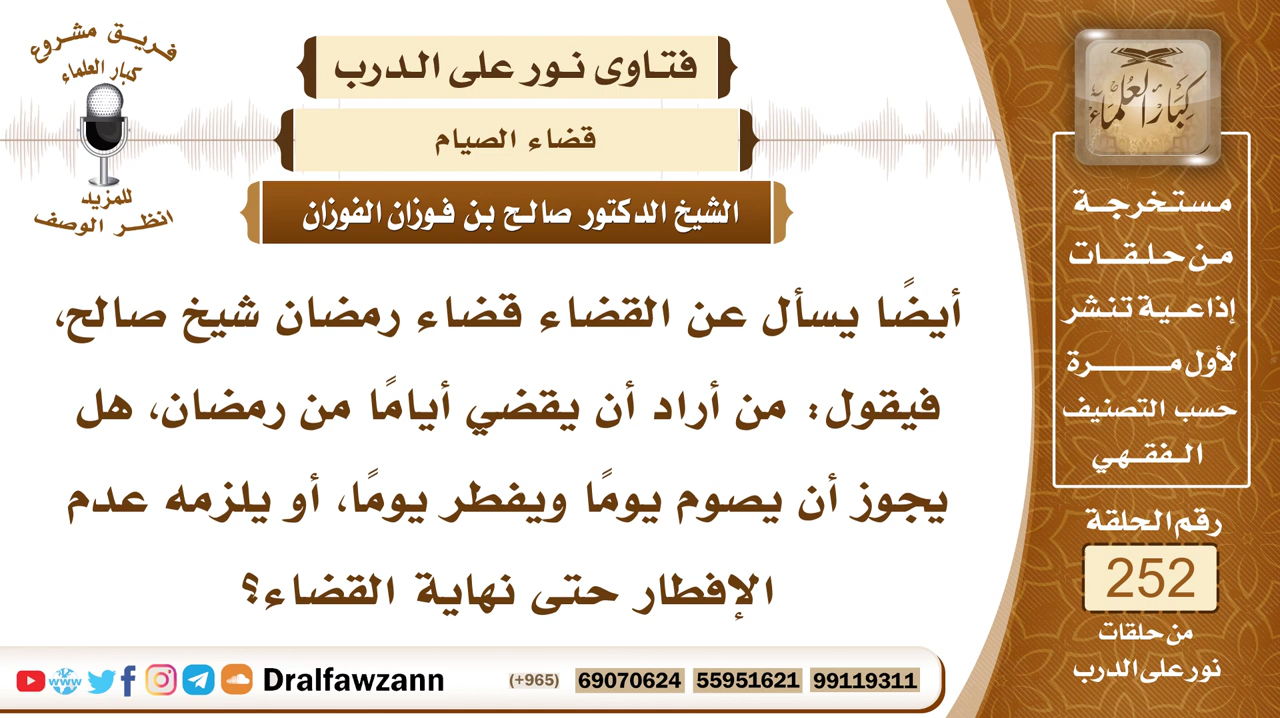 فريق مشروع
كبار العلماء
للمزيد
انظر الوصف
فتاوى نور على الدرب
قضاء الصيام
الشيخ الدكتور صالح بن فوزان الفوزان
أيضًا يسأل عن القضاء قضاء رمضان شيخ صالح،
فيقول: من أراد أن يقضي أيامًا من رمضان، هل
يجوز أن يصوم يومًا ويفطر يومًا، أو يلزمه عدم
الإفطار حتى نهاية القضاء؟
كبار العلماء
مستخرجة
من حلقات
إذاعية تنشر
لأول مرة
حسب التصنيف
الفقهي
رقم الحلقة
252
من حلقات
نور على الدرب
www Dralfawzann (+965) 69070624 55951621 99119311